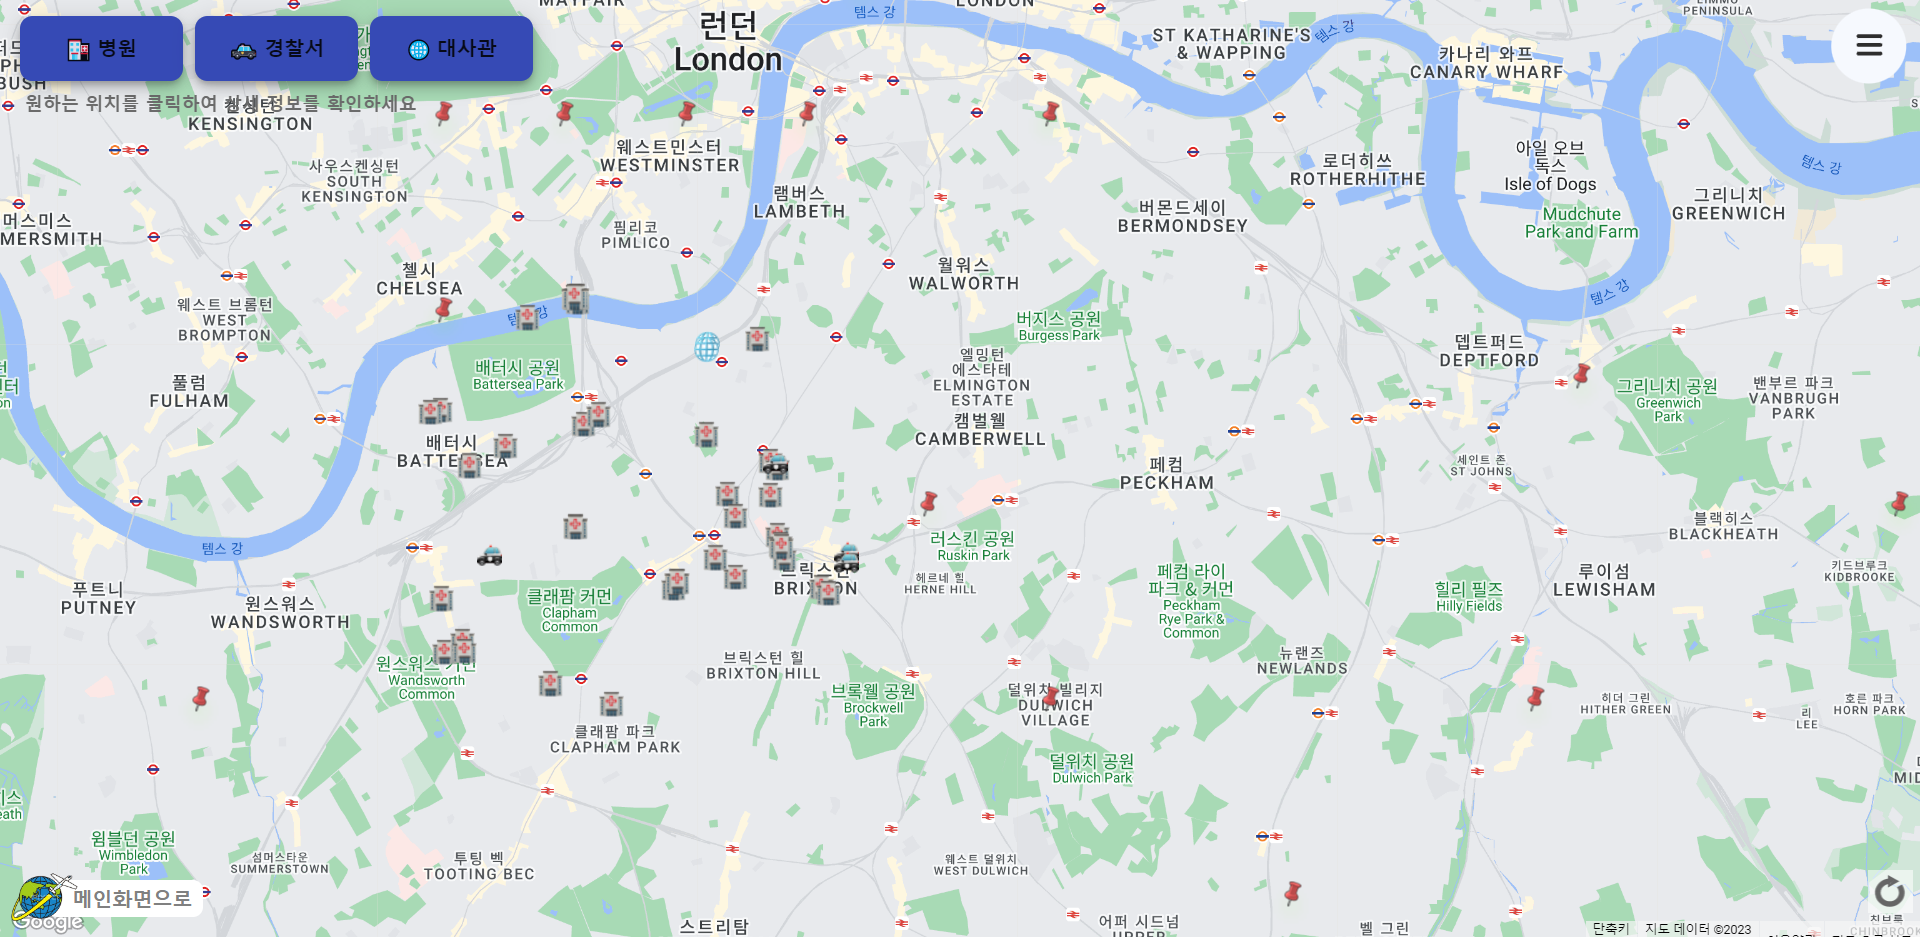 MAYFAIR
LONDON
PENINSULA
템스 강
런던
London
ST KATHARINE'S
& WAPPING
템스 강
카나리 와프
CANARY WHARF
병원
경찰서
대사관
원하는 위치를 클릭하여 상세 정보를 확인하세요
KENSINGTON
웨스트민스터
WESTMINSTER
사우스켄싱턴
SOUTH
KENSINGTON
로더히쓰
ROTHERHITHE
아일 오브
독스
Isle of Dogs
템스 강
램버스
LAMBETH
그리니치
GREENWICH
버몬드세이
BERMONDSEY
Mudchute
Park and Farm
머스미스
MERSMITH
핌리코
PIMLICO
첼시
CHELSEA
월워스
WALWORTH
템스 강
웨스트 브롬턴
WEST
BROMPTON
버지스 공원
Burgess Park
뎁트퍼드
DEPTFORD
배터시 공원
Battersea Park
엘밍턴
에스타테
ELMINGTON
ESTATE
풀럼
FULHAM
그리니치 공원
Greenwich
Park
밴부르 파크
VANBRUGH
PARK
캠벌웰
CAMBERWELL
배터시
BATTERSEA
페컴
PECKHAM
세인트 존
ST JOHNS
블랙히스
BLACKHEATH
템스 강
러스킨 공원
Ruskin Park
브릭스턴
BRIXTON
헤르네 힐
HERNE HILL
페컴 라이
파크 & 커먼
Peckham
Rye Park &
Common
힐리 필즈
Hilly Fields
루이섬
LEWISHAM
키드브루크
KIDBROOKE
푸트니
PUTNEY
원스워스
WANDSWORTH
클래팜 커먼
Clapham
Common
원스워스 커먼
Wandsworth
Common
브릭스턴 힐
BRIXTON HILL
뉴랜즈
NEWLANDS
브록웰 공원
Brockwell
Park
덜위치 빌리지
DULWICH
VILLAGE
히더 그린
HITHER GREEN
리
LEE
호른 파크
HORN PARK
클래팜 파크
CLAPHAM PARK
덜위치 공원
Dulwich Park
윔블던 공원
Wimbledon
Park
섬머스타운
SUMMERSTOWN
투팅 벡
TOOTING BEC
웨스트 덜위치
WEST DULWICH
메인화면으로
Google
스트리탐
어퍼 시드넘
UPPER
벨 그린
단축키
지도 데이터 ©2023